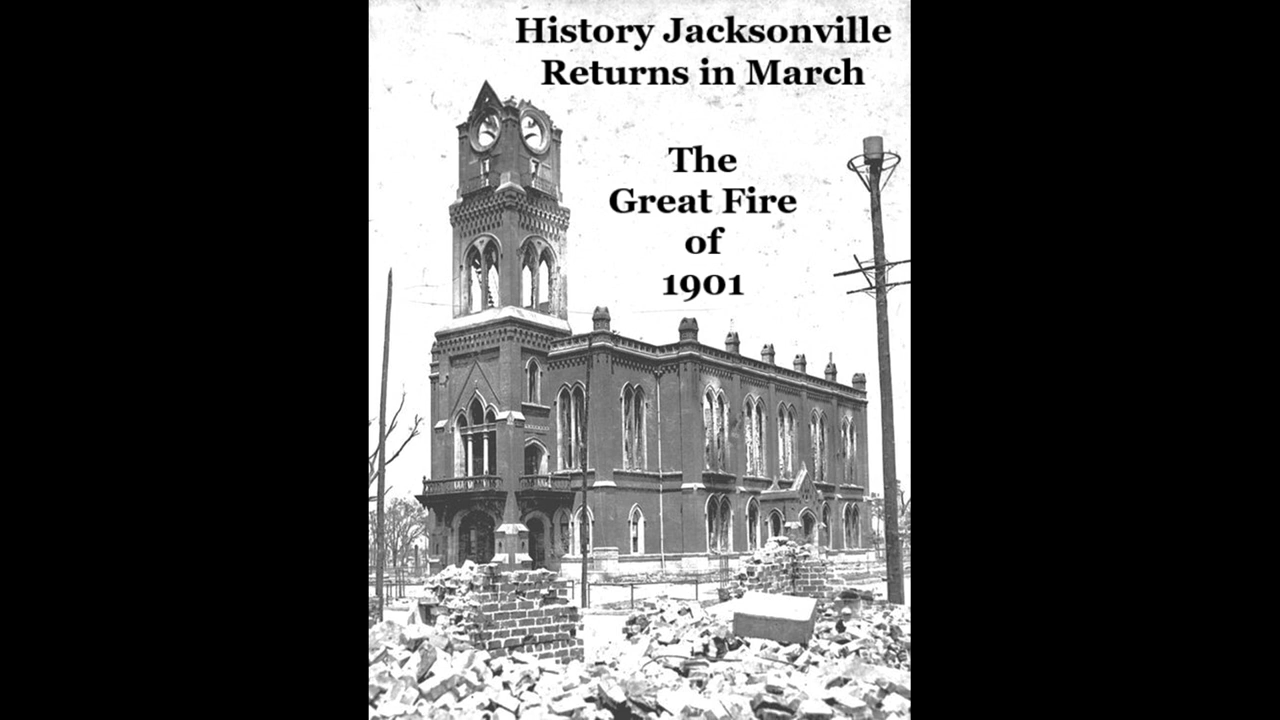 History Jacksonville
Returns in March
The
Great Fire
of
1901